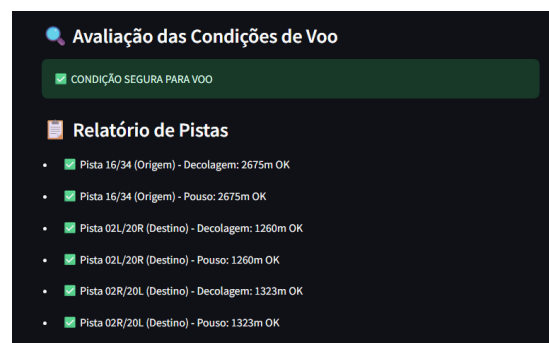 Avaliação das Condições de Voo
CONDIÇÃO SEGURA PARA VOO
Relatório de Pistas
Pista 16/34 (Origem) - Decolagem: 2675m OK
Pista 16/34 (Origem) - Pouso: 2675m OK
Pista 02L/20R (Destino) - Decolagem: 1260m OK
Pista 02L/20R (Destino) - Pouso: 1260m OK
Pista 02R/20L (Destino) - Decolagem: 1323m OK
Pista 02R/20L (Destino) - Pouso: 1323m OK